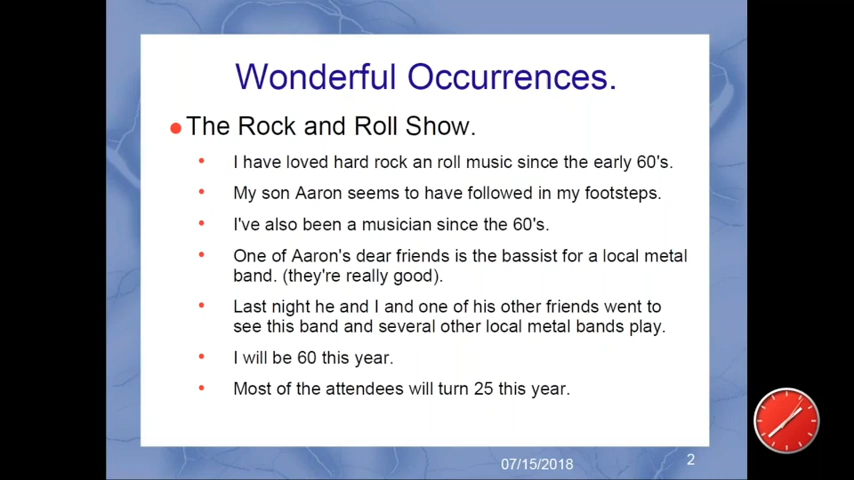 Wonderful Occurrences.
The Rock and Roll Show.
I have loved hard rock an roll music since the early 60's.
My son Aaron seems to have followed in my footsteps.
I've also been a musician since the 60's.
One of Aaron's dear friends is the bassist for a local metal
band. (they're really good).
Last night he and I and one of his other friends went to
see this band and several other local metal bands play.
I will be 60 this year.
Most of the attendees will turn 25 this year.
07/15/2018
2